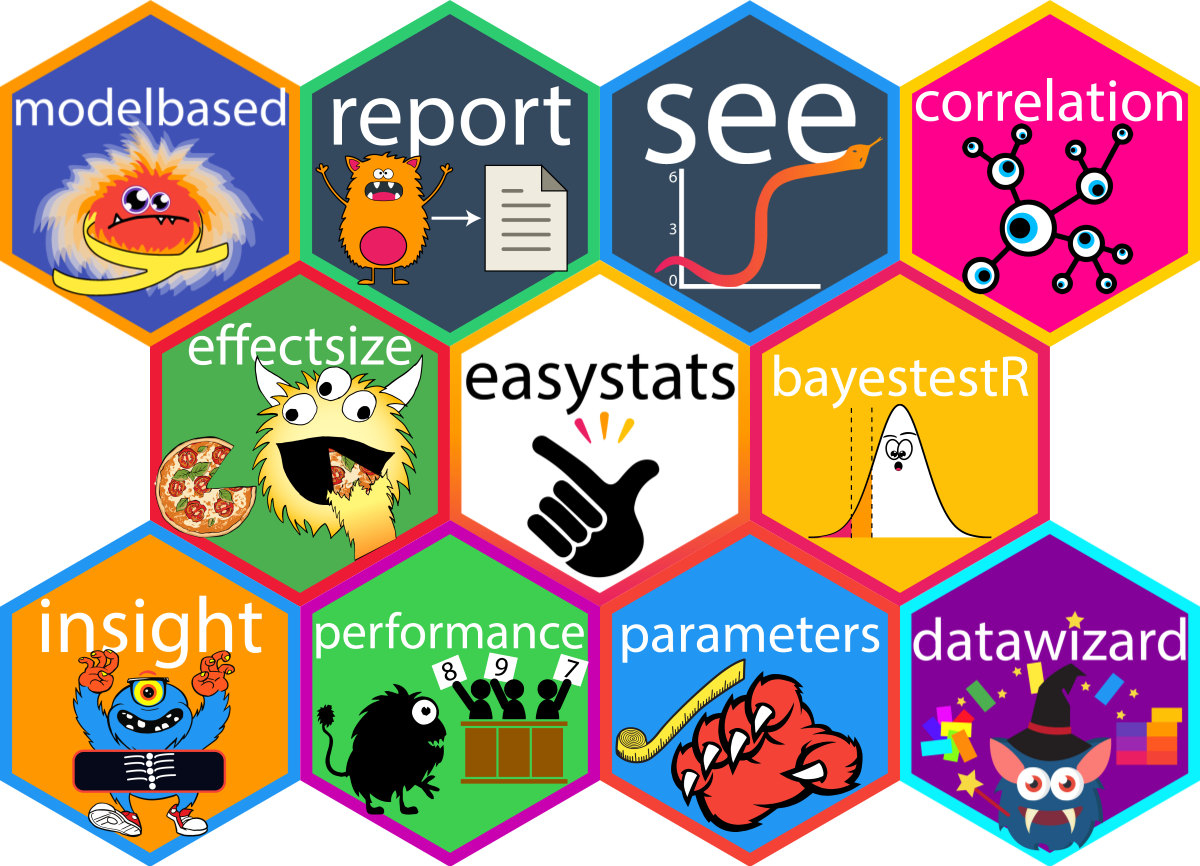 modelbased
report
see
6
3
0
correlation
effectsize
easystats
bayestestR
insight
performance
8 9 7
parameters
datawizard